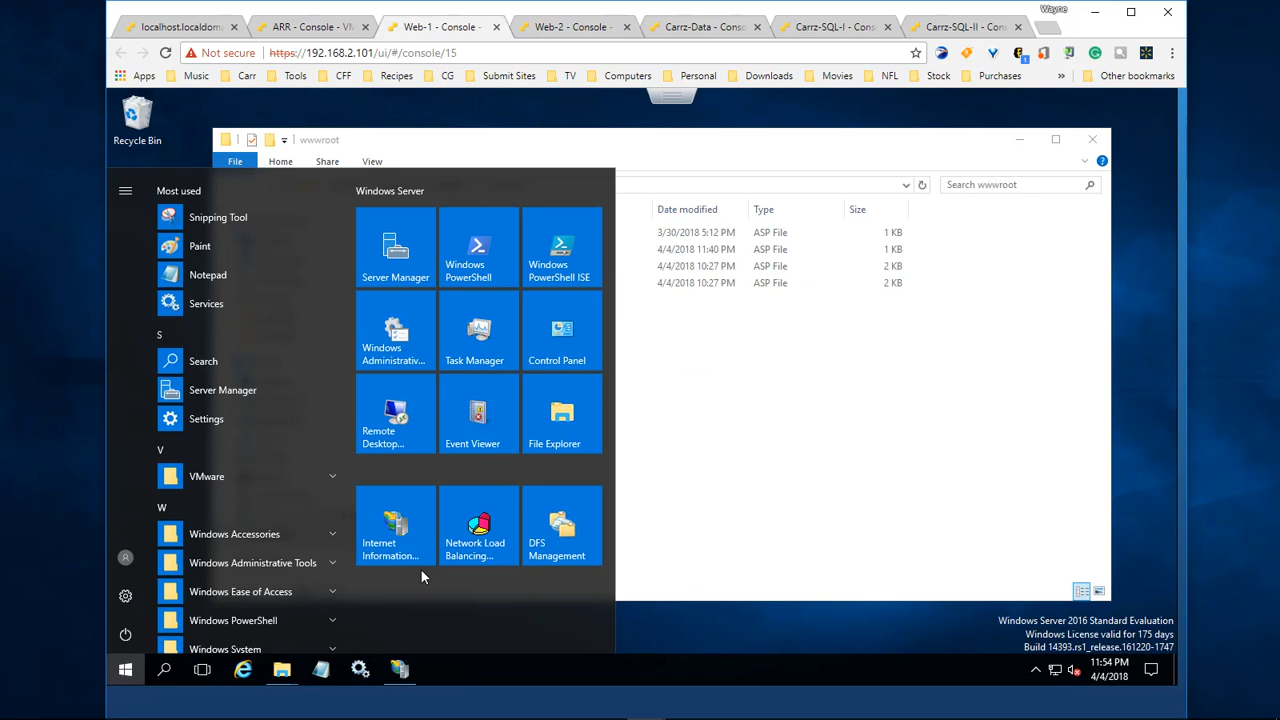 Wayne
localhost.localdoma
ARR - Console - VM
Web-1 - Console -
Web-2 - Console -
Carrz-Data - Conso
Carrz-SQL-I - Cons
Carrz-SQL-II - Con
Not secure
https://192.168.2.101/ui/#/console/15
Apps
Music
Carr
Tools
CFF
Recipes
CG
Submit Sites
TV
Computers
Personal
Downloads
Movies
NFL
Stock
Purchases
»
Other bookmarks
Recycle Bin
wwwroot
File
Home
Share
View
Search wwwroot
Date modified
Type
Size
3/30/2018 5:12 PM ASP File 1 KB
4/4/2018 11:40 PM ASP File 1 KB
4/4/2018 10:27 PM ASP File 2 KB
4/4/2018 10:27 PM ASP File 2 KB
Most used
Snipping Tool
Paint
Notepad
Services
S
Search
Server Manager
Settings
V
VMware
W
Windows Accessories
Windows Administrative Tools
Windows Ease of Access
Windows PowerShell
Windows System
Windows Server
Server Manager
Windows
PowerShell
Windows
PowerShell ISE
Windows
Administrativ...
Task Manager
Control Panel
Remote
Desktop...
Event Viewer
File Explorer
Internet
Information...
Network Load
Balancing...
DFS
Management
Windows Server 2016 Standard Evaluation
Windows License valid for 175 days
Build 14393.rs1_release.161220-1747
11:54 PM
4/4/2018